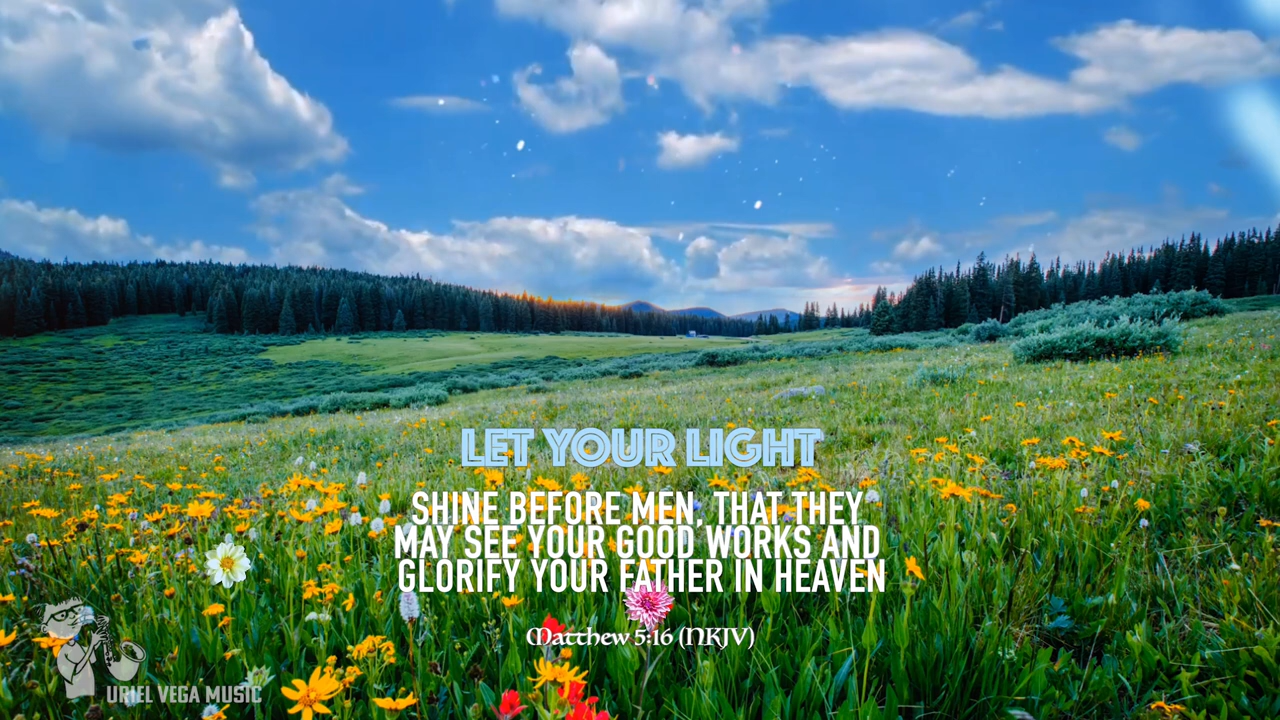 LET YOUR LIGHT
SHINE BEFORE MEN, THAT THEY
MAY SEE YOUR GOOD WORKS AND
GLORIFY YOUR FATHER IN HEAVEN
Matthew 5:16 (NKJV)
URIEL VEGA MUSIC